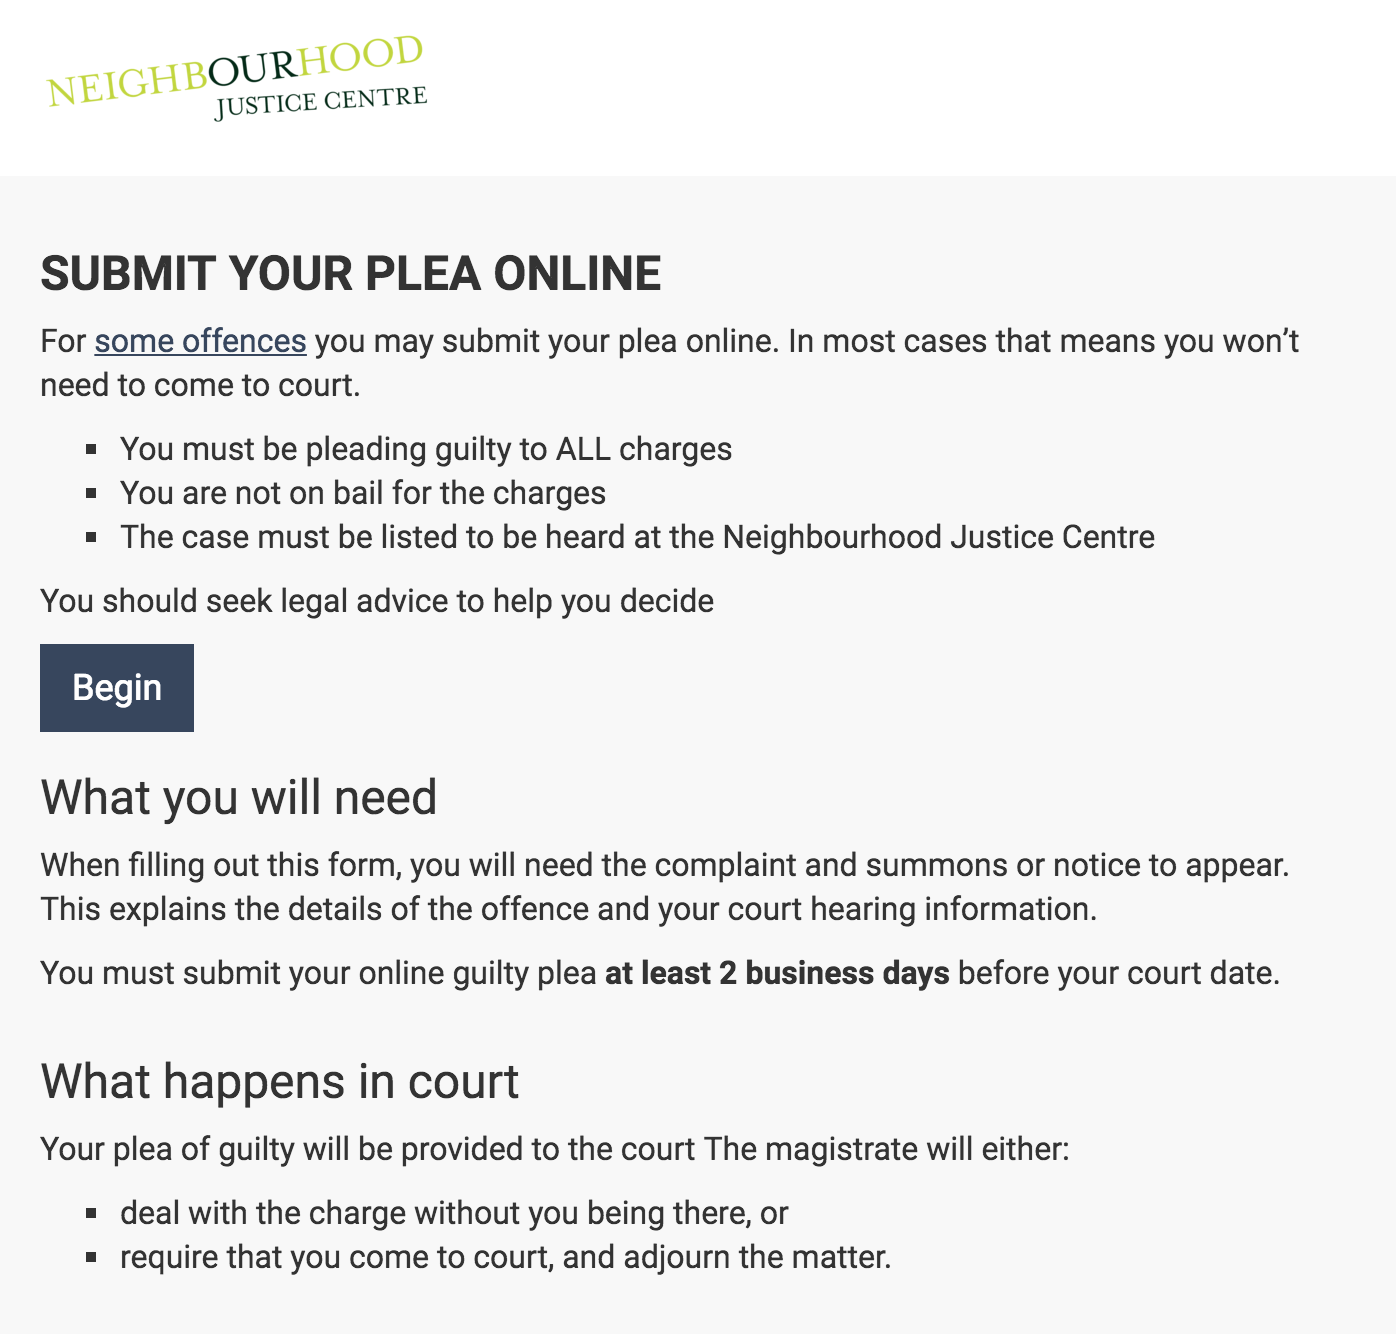 NEIGHBOURHOOD
JUSTICE CENTRE
SUBMIT YOUR PLEA ONLINE
For some offences you may submit your plea online. In most cases that means you won’t
need to come to court.
▪ You must be pleading guilty to ALL charges
▪ You are not on bail for the charges
▪ The case must be listed to be heard at the Neighbourhood Justice Centre
You should seek legal advice to help you decide
Begin
What you will need
When filling out this form, you will need the complaint and summons or notice to appear.
This explains the details of the offence and your court hearing information.
You must submit your online guilty plea at least 2 business days before your court date.
What happens in court
Your plea of guilty will be provided to the court The magistrate will either:
▪ deal with the charge without you being there, or
▪ require that you come to court, and adjourn the matter.